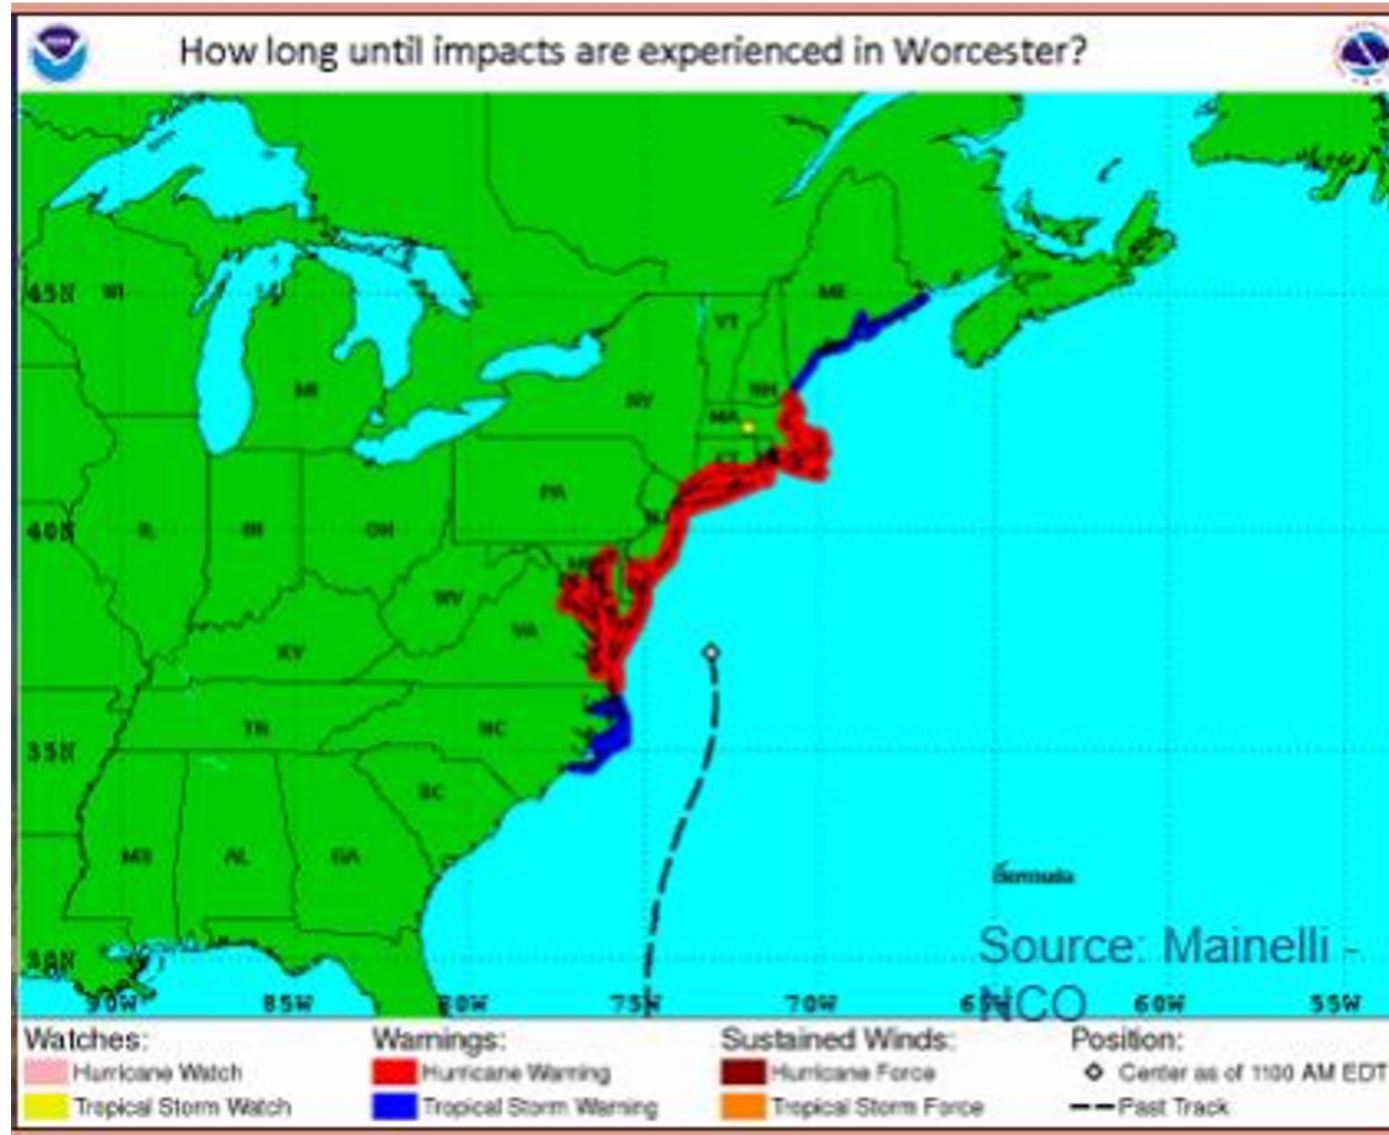 How long until impacts are experienced in Worcester?
45N
WI
ME
VT
MI
NY
NH
MA
CT
PA
40N
IL
IN
OH
NJ
WV
VA
KY
TN
NC
35N
SC
MS
AL
GA
Bermuda
30N
Source: Mainelli -
NCO
90W 85W 80W 75W 70W 65W 60W 55W
Watches: Warnings: Sustained Winds: Position:
Hurricane Watch Hurricane Warning Hurricane Force Center as of 1100 AM EDT
Tropical Storm Watch Tropical Storm Warning Tropical Storm Force Past Track